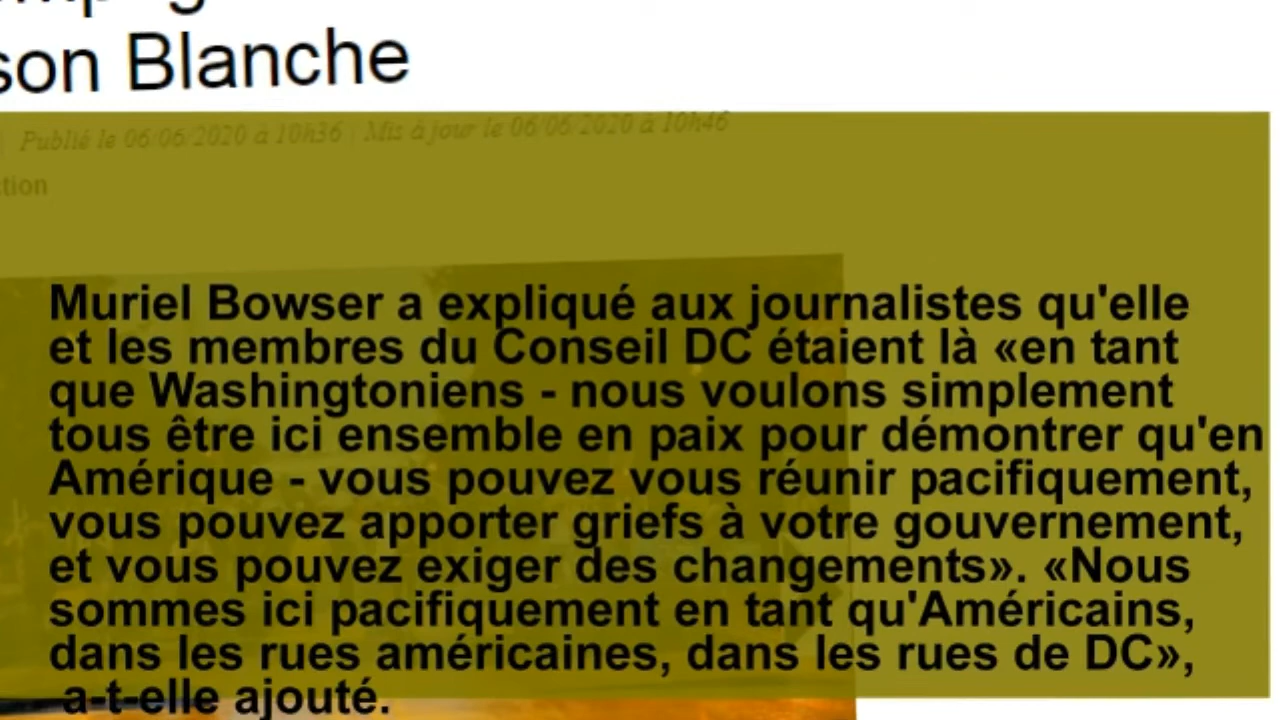 son Blanche
Publié le 06/06/2020 à 10h36 | Mis à jour le 06/06/2020 à 10h46
Muriel Bowser a expliqué aux journalistes qu'elle
et les membres du Conseil DC étaient là «en tant
que Washingtoniens - nous voulons simplement
tous être ici ensemble en paix pour démontrer qu'en
Amérique - vous pouvez vous réunir pacifiquement,
vous pouvez apporter griefs à votre gouvernement,
et vous pouvez exiger des changements». «Nous
sommes ici pacifiquement en tant qu'Américains,
dans les rues américaines, dans les rues de DC»,
a-t-elle ajouté.